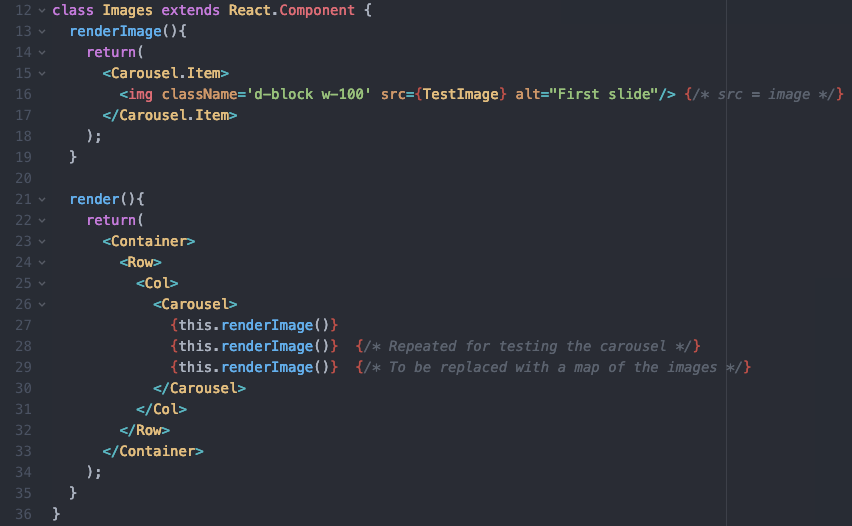 12 class Images extends React.Component {
13   renderImage(){
14     return(
15       <Carousel.Item>
16         <img className='d-block w-100' src={TestImage} alt="First slide"/> {/* src = image */}
17       </Carousel.Item>
18     );
19   }
20
21   render(){
22     return(
23       <Container>
24         <Row>
25           <Col>
26             <Carousel>
27               {this.renderImage()}
28               {this.renderImage()}  {/* Repeated for testing the carousel */}
29               {this.renderImage()}  {/* To be replaced with a map of the images */}
30             </Carousel>
31           </Col>
32         </Row>
33       </Container>
34     );
35   }
36 }